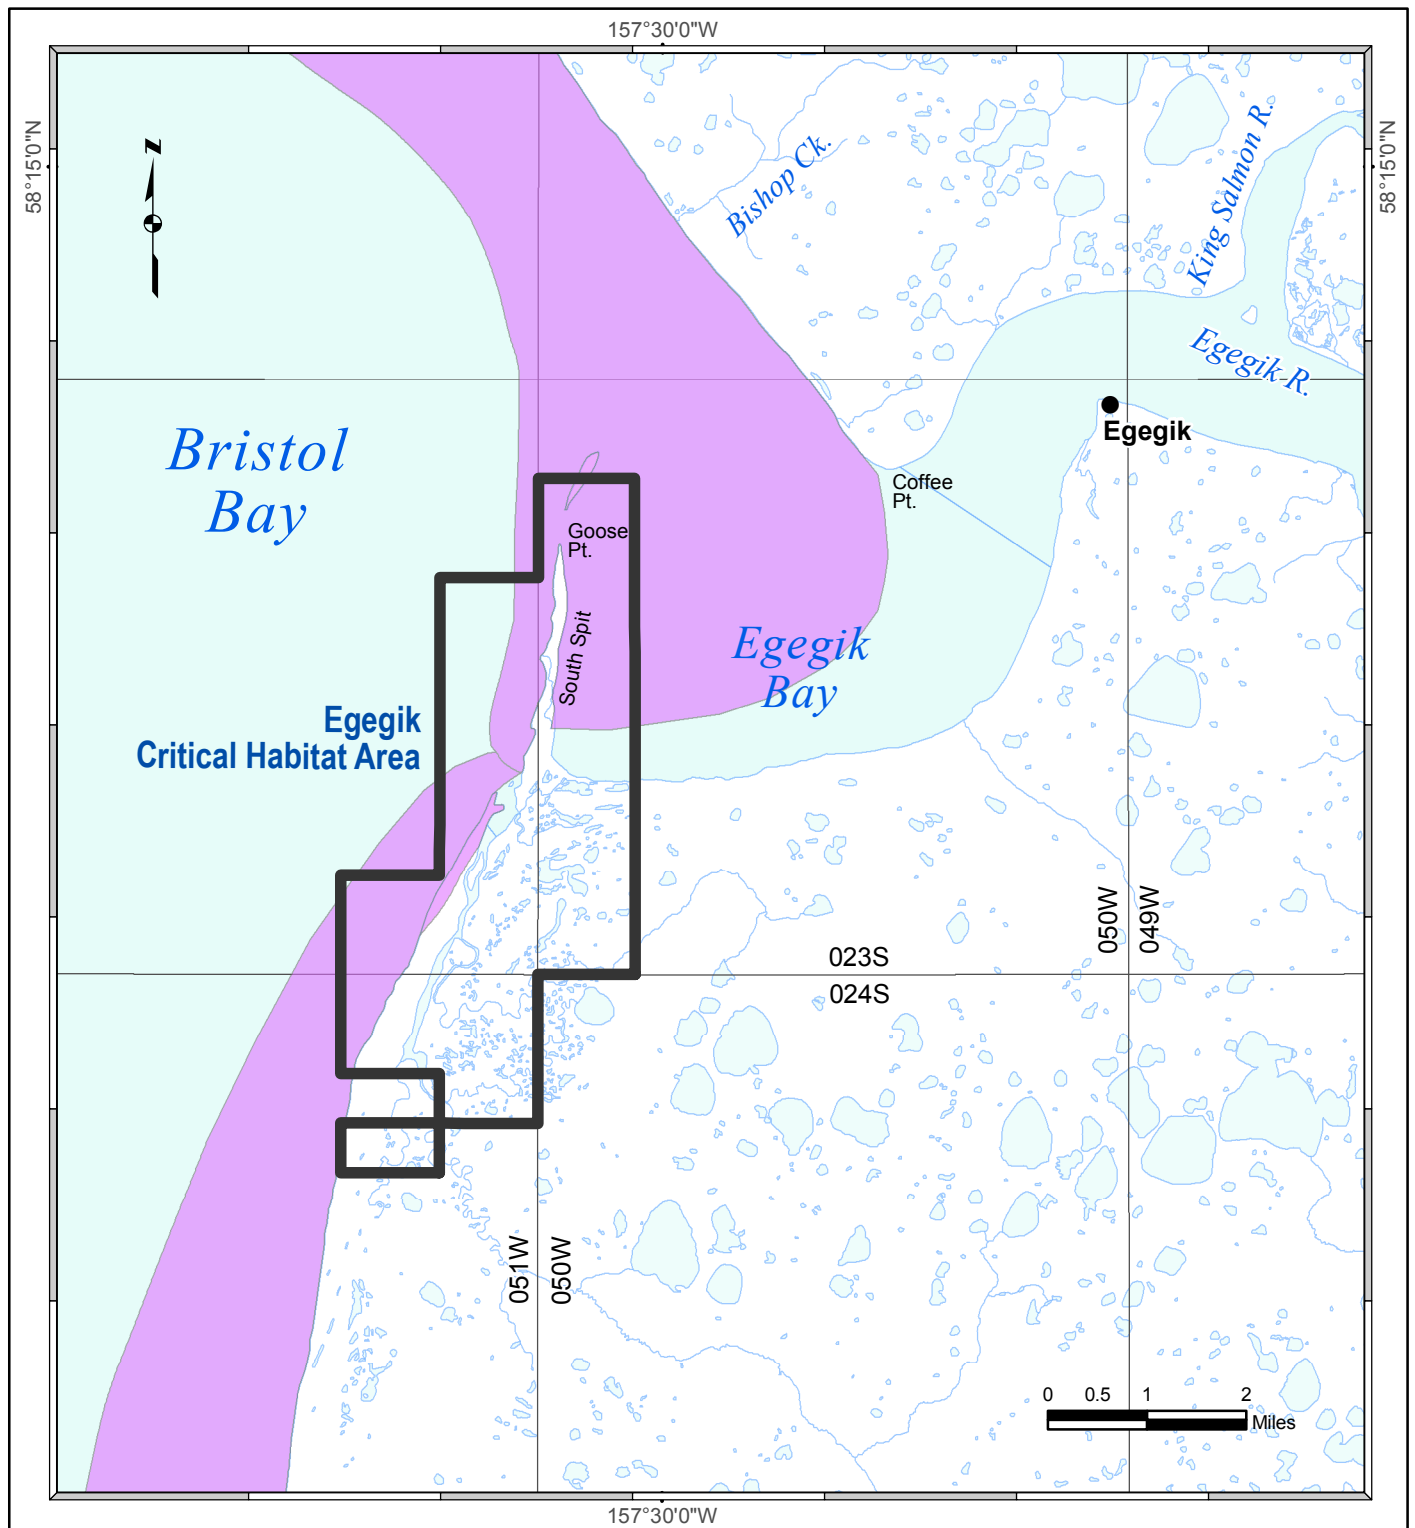 157°30'0"W
58°15'0"N
58°15'0"N
z
Bishop Ck.
King Salmon R.
Egegik R.
Egegik
Bristol
Bay
Coffee
Pt.
Goose
Pt.
South Spit
Egegik
Bay
Egegik
Critical Habitat Area
050W
049W
023S
024S
051W
050W
0 0.5 1 2
Miles
157°30'0"W